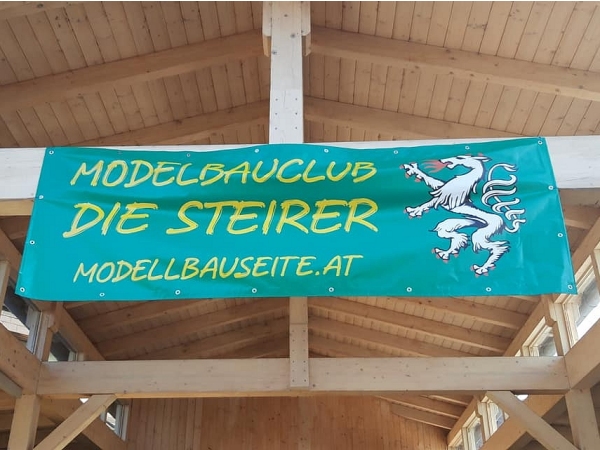 MODELBAUCLUB
DIE STEIRER
MODELLBAUSEITE.AT